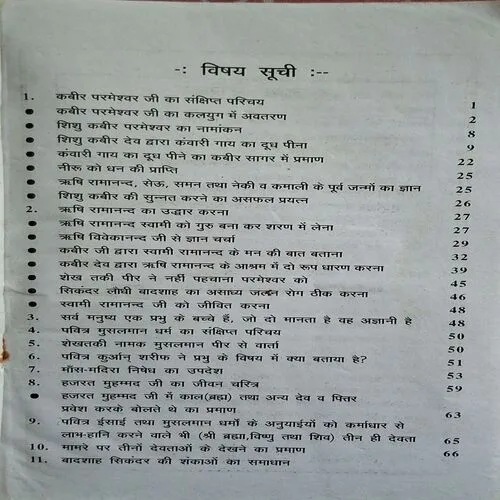 -: विषय सूची :--
1. कबीर परमेश्वर जी का संक्षिप्त परिचय 1
● कबीर परमेश्वर जी का कलयुग में अवतरण 2
● शिशु कबीर परमेश्वर का नामांकन 8
● शिशु कबीर देव द्वारा कंवारी गाय का दूध पीना 9
● कंवारी गाय का दूध पीने का कबीर सागर में प्रमाण 22
● नीरू को धन की प्राप्ति 25
● ऋषि रामानन्द, सेऊ, समन तथा नेकी व कमाली के पूर्व जन्मों का ज्ञान 25
● शिशु कबीर की सुन्नत करने का असफल प्रयत्न 26
2. ऋषि रामानन्द का उद्धार करना 27
● ऋषि रामानन्द स्वामी को गुरु बना कर शरण में लेना 27
● ऋषि विवेकानन्द जी से ज्ञान चर्चा 29
● कबीर जी द्वारा स्वामी रामानन्द के मन की बात बताना 32
● कबीर देव द्वारा ऋषि रामानन्द के आश्रम में दो रूप धारण करना 39
● शेख तकी पीर ने नहीं पहचाना परमेश्वर को 45
● सिकंदर लौधी बादशाह का असाध्य जलन रोग ठीक करना 46
● स्वामी रामानन्द जी को जीवित करना 48
3. सर्व मनुष्य एक प्रभु के बच्चे हैं, जो दो मानता है वह अज्ञानी है 48
4. पवित्र मुसलमान धर्म का संक्षिप्त परिचय 50
5. शेखतकी नामक मुसलमान पीर से वार्ता 50
6. पवित्र कुर्आन् शरीफ ने प्रभु के विषय में क्या बताया है? 51
7. माँस-मदिरा निषेध का उपदेश 53
8. हजरत मुहम्मद जी का जीवन चरित्र 59
● हजरत मुहम्मद जी में काल(ब्रह्म) तथा अन्य देव व पित्तर
प्रवेश करके बोलते थे का प्रमाण 63
9. पवित्र ईसाई तथा मुसलमान धर्मों के अनुयाईयों को कर्माधार से
लाभ-हानि करने वाले भी (श्री ब्रह्मा,विष्णु तथा शिव) तीन ही देवता 65
10. मामरे पर तीनों देवताओं के देखने का प्रमाण 66
11. बादशाह सिकंदर की शंकाओं का समाधान